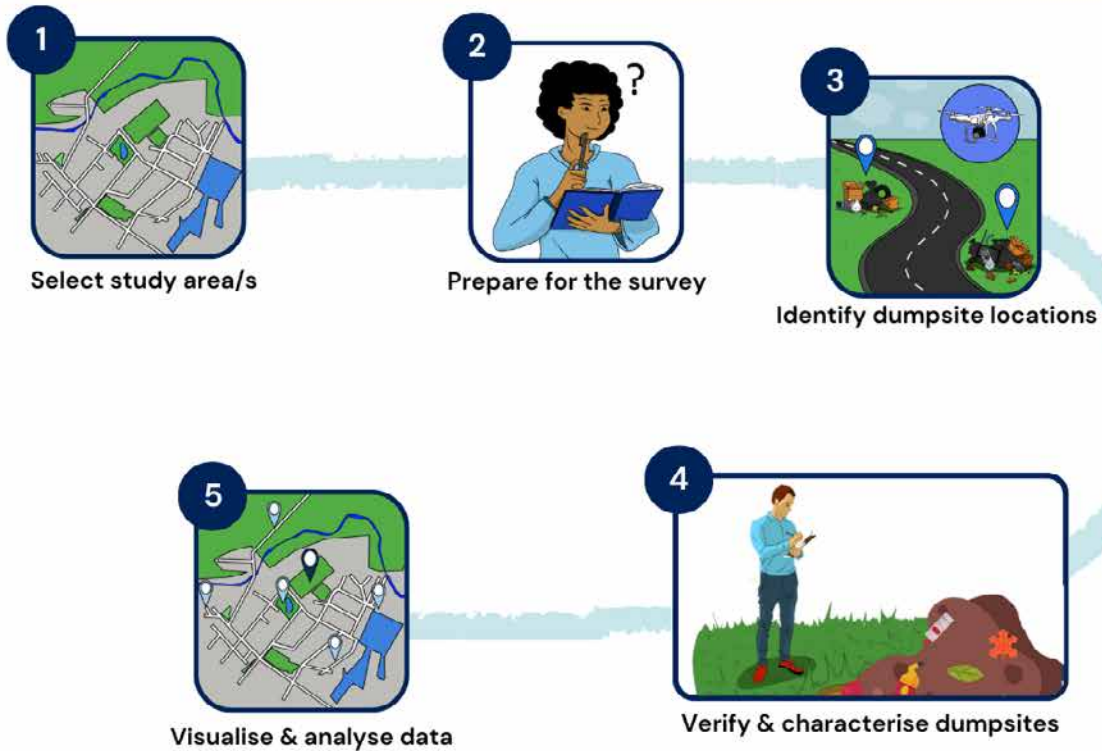 1
Select study area/s
2
?
Prepare for the survey
3
Identify dumpsite locations
4
Verify & characterise dumpsites
5
Visualise & analyse data